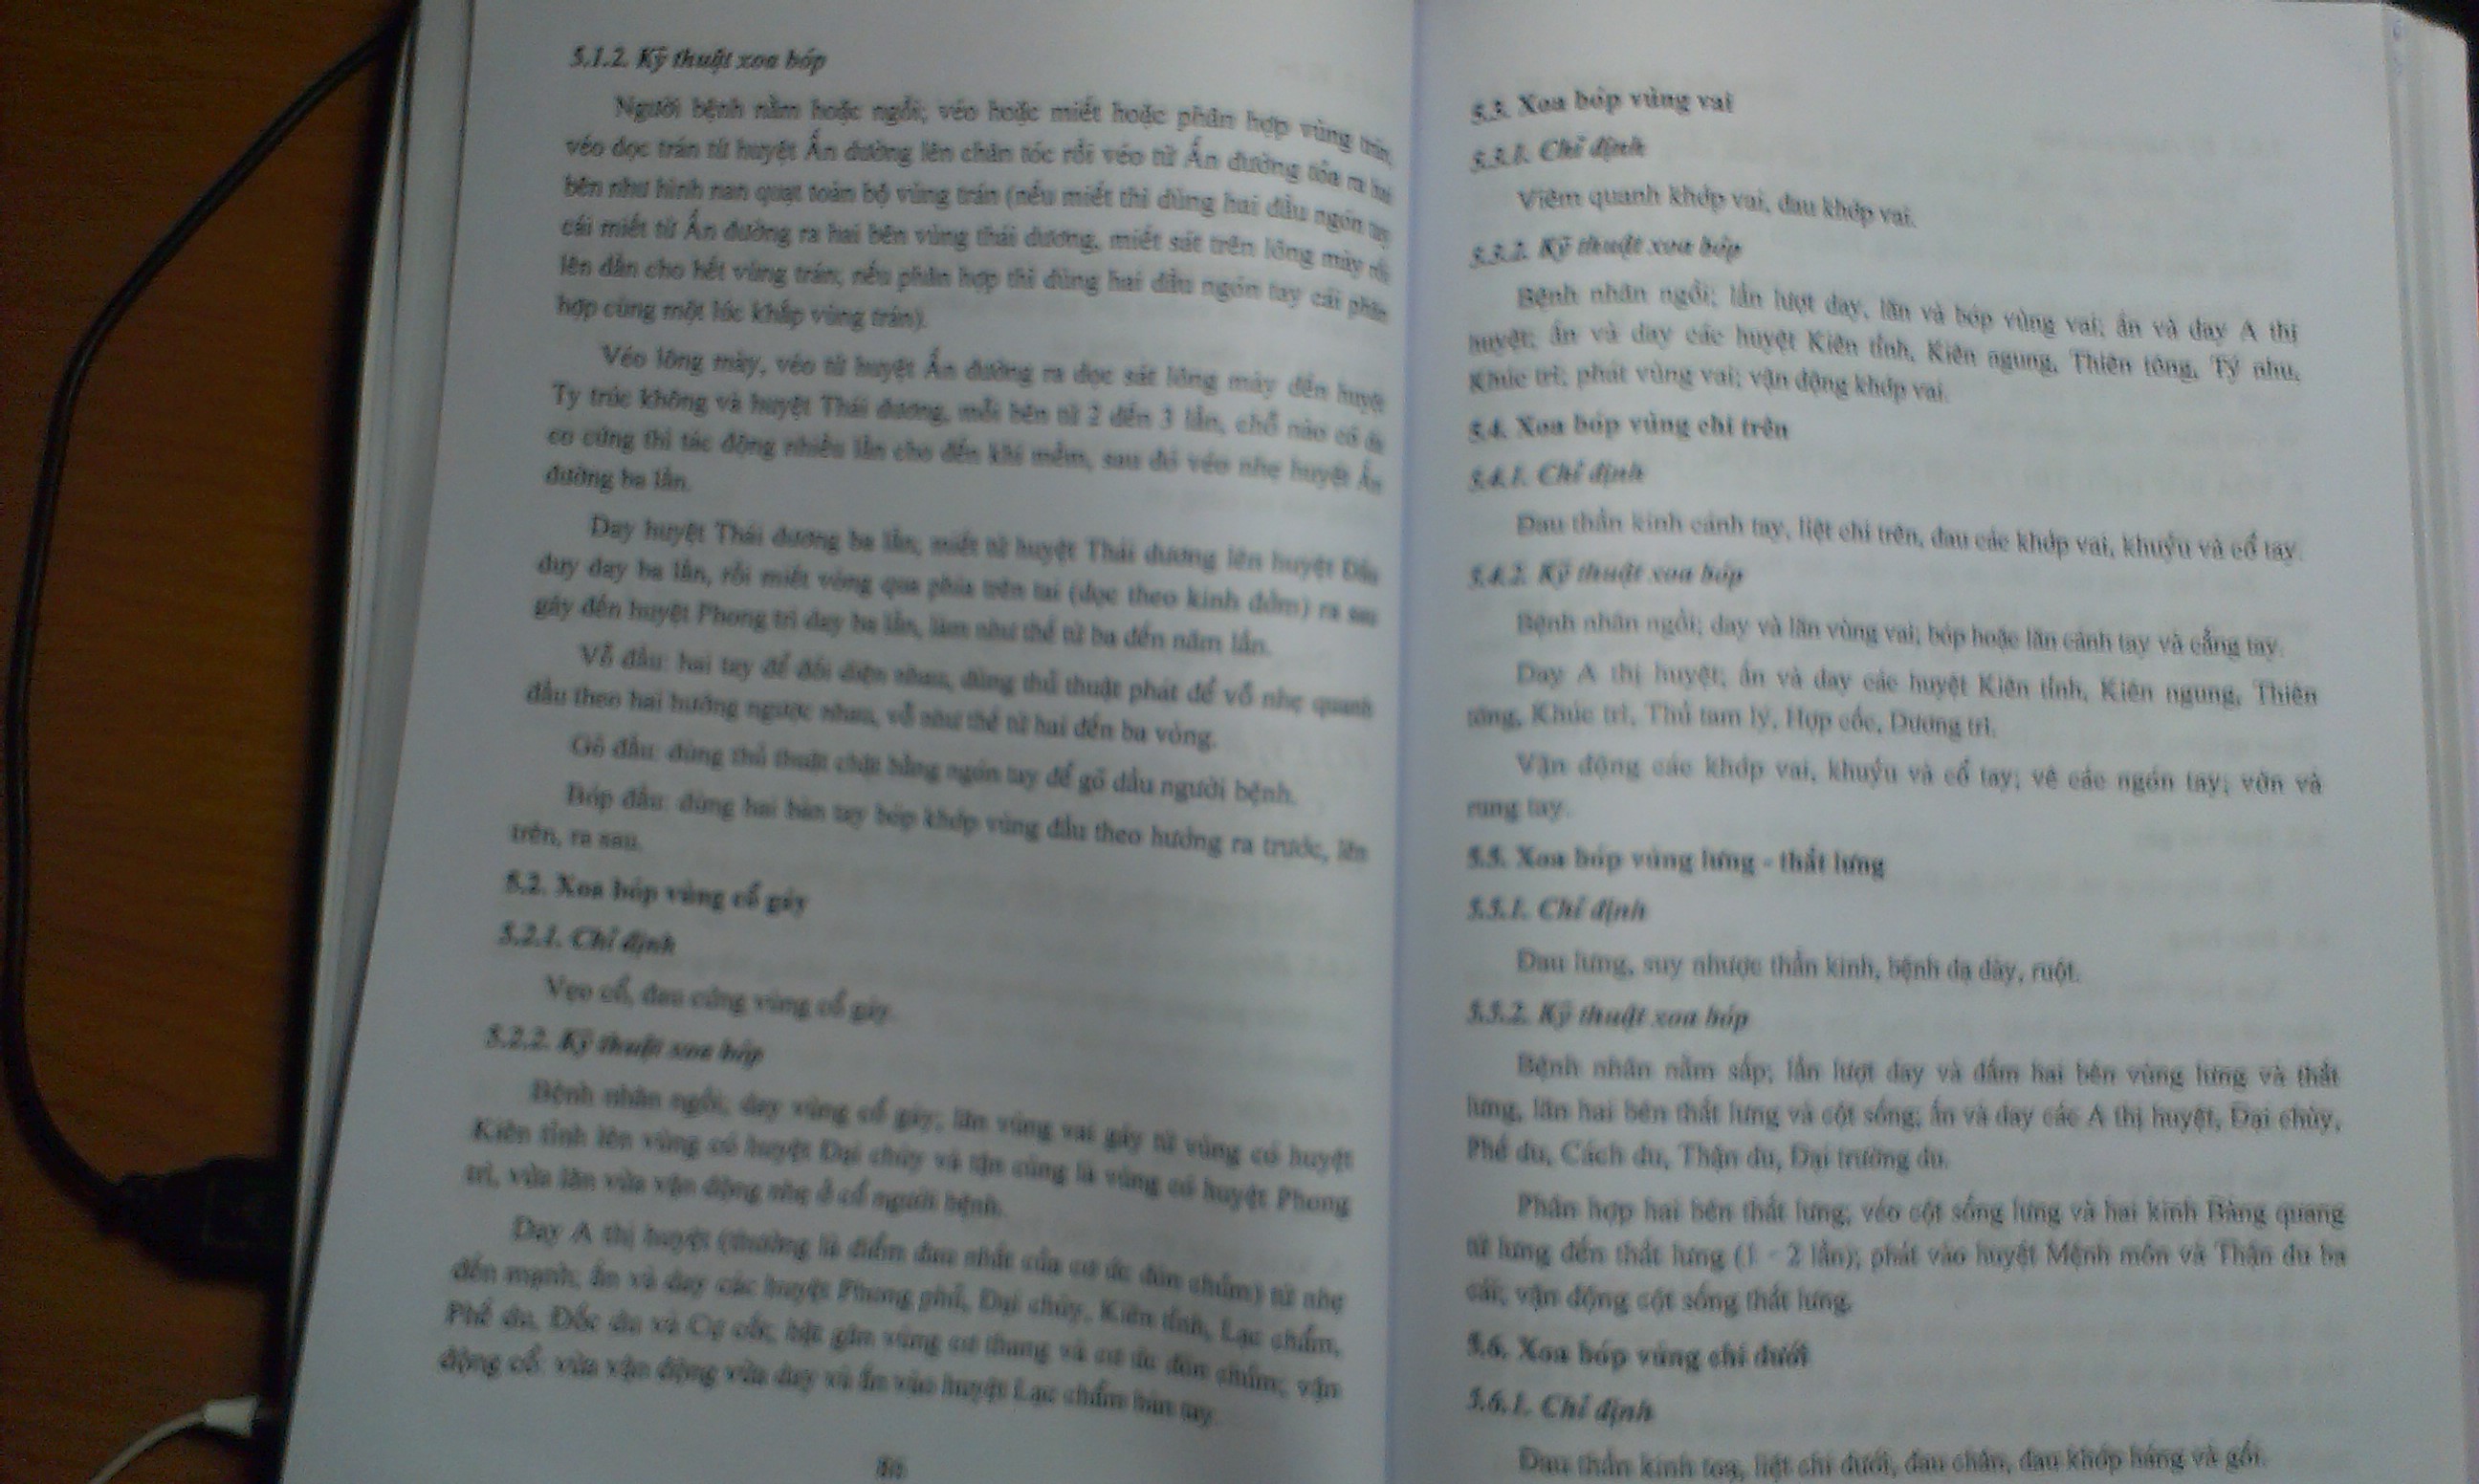 5.1.2. Kỹ thuật xoa bóp
Người bệnh nằm hoặc ngồi; véo hoặc miết hoặc phân hợp vùng trán,
véo dọc trán từ huyệt Ấn đường lên chân tóc rồi véo từ Ấn đường tỏa ra hai
bên như hình nan quạt toàn bộ vùng trán (nếu miết thì dùng hai đầu ngón tay
cái miết từ Ấn đường ra hai bên vùng thái dương, miết sát trên lông mày rồi
lên dần cho hết vùng trán; nếu phân hợp thì dùng hai đầu ngón tay cái phân
hợp cùng một lúc khắp vùng trán).
Véo lông mày, véo từ huyệt Ấn đường ra dọc sát lông mày đến huyệt
Ty trúc không và huyệt Thái dương, mỗi bên từ 2 đến 3 lần, chỗ nào có
co cứng thì tác động nhiều lần cho đến khi mềm, sau đó véo nhẹ huyệt Ấn
đường ba lần.
Day huyệt Thái dương ba lần; miết từ huyệt Thái dương lên huyệt Đầu
duy day ba lần, rồi miết vòng qua phía trên tai (dọc theo kinh đởm) ra sau
gáy đến huyệt Phong trì day ba lần, làm như thế từ ba đến năm lần.
Vỗ đầu: hai tay để đối diện nhau, dùng thủ thuật phát để vỗ nhẹ quanh
đầu theo hai hướng ngược nhau, vỗ như thế từ hai đến ba vòng.
Gõ đầu: dùng thủ thuật chặt bằng ngón tay để gõ đầu người bệnh.
Bóp đầu: dùng hai bàn tay bóp khớp vùng đầu theo hướng ra trước, lên
trên, ra sau.
5.2. Xoa bóp vùng cổ gáy
5.2.1. Chỉ định
Vẹo cổ, đau cứng vùng cổ gáy.
5.2.2. Kỹ thuật xoa bóp
Bệnh nhân ngồi; day vùng cổ gáy; lăn vùng vai gáy từ vùng có huyệt
Kiên tỉnh lên vùng có huyệt Đại chùy và tận cùng là vùng có huyệt Phong
trì, vừa lăn vừa vận động nhẹ ở cổ người bệnh.
Day A thị huyệt (thường là điểm đau nhất của cơ ức đòn chũm) từ nhẹ
đến mạnh; ấn và day các huyệt Phong phủ, Đại chùy, Kiên tỉnh, Lạc chẩm,
Phế du, Đốc du và Cự cốt; bật gân vùng cơ thang và cơ ức đòn chũm; vận
động cổ: vừa vận động vừa day và ấn vào huyệt Lạc chẩm bàn tay.
5.3. Xoa bóp vùng vai
5.3.1. Chỉ định
Viêm quanh khớp vai, đau khớp vai.
5.3.2. Kỹ thuật xoa bóp
Bệnh nhân ngồi; lần lượt day, lăn và bóp vùng vai; ấn và day A thị
huyệt; ấn và day các huyệt Kiên tỉnh, Kiên ngung, Thiên tông, Tý nhu,
Khúc trì; phát vùng vai; vận động khớp vai.
5.4. Xoa bóp vùng chi trên
5.4.1. Chỉ định
Đau thần kinh cánh tay, liệt chi trên, đau các khớp vai, khuỷu và cổ tay.
5.4.2. Kỹ thuật xoa bóp
Bệnh nhân ngồi; day và lăn vùng vai; bóp hoặc lăn cánh tay và cẳng tay.
Day A thị huyệt; ấn và day các huyệt Kiên tỉnh, Kiên ngung, Thiên
tông, Khúc trì, Thủ tam lý, Hợp cốc, Dương trì.
Vận động các khớp vai, khuỷu và cổ tay; vê các ngón tay; vờn và
rung tay.
5.5. Xoa bóp vùng lưng - thắt lưng
5.5.1. Chỉ định
Đau lưng, suy nhược thần kinh, bệnh dạ dày, ruột.
5.5.2. Kỹ thuật xoa bóp
Bệnh nhân nằm sấp; lần lượt day và đấm hai bên vùng lưng và thắt
lưng, lăn hai bên thắt lưng và cột sống; ấn và day các A thị huyệt, Đại chùy,
Phế du, Cách du, Thận du, Đại trường du.
Phân hợp hai bên thắt lưng; véo cột sống lưng và hai kinh Bàng quang
từ lưng đến thắt lưng (1 - 2 lần); phát vào huyệt Mệnh môn và Thận du ba
cái; vận động cột sống thắt lưng.
5.6. Xoa bóp vùng chi dưới
5.6.1. Chỉ định
Đau thần kinh toạ, liệt chi dưới, đau chân, đau khớp háng và gối.